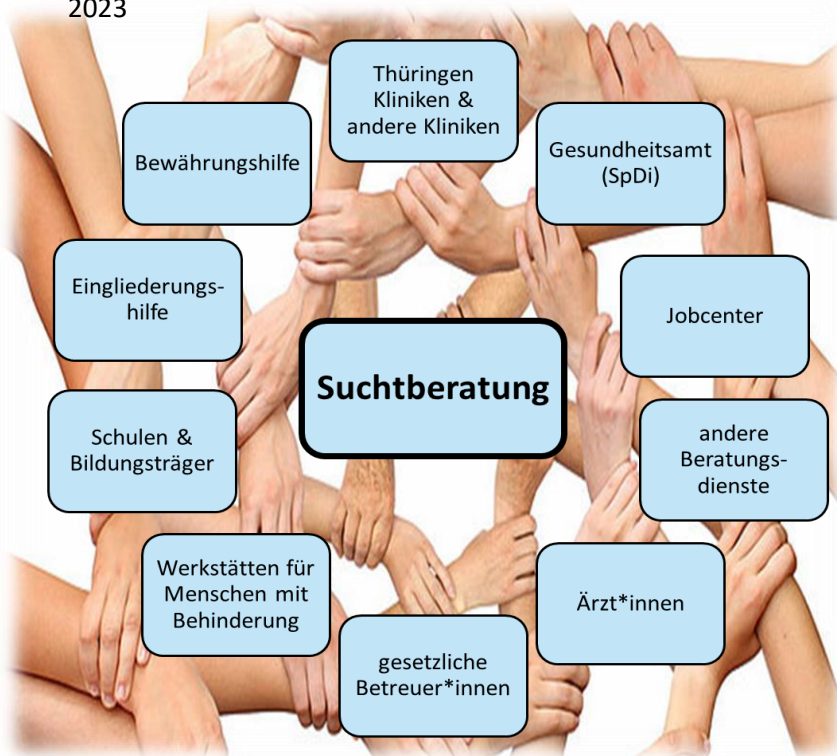 2023
Thüringen
Kliniken &
andere Kliniken
Bewährungshilfe
Gesundheitsamt
(SpDi)
Eingliederungs-
hilfe
Jobcenter
Suchtberatung
Schulen &
Bildungsträger
andere
Beratungs-
dienste
Werkstätten für
Menschen mit
Behinderung
Ärzt*innen
gesetzliche
Betreuer*innen